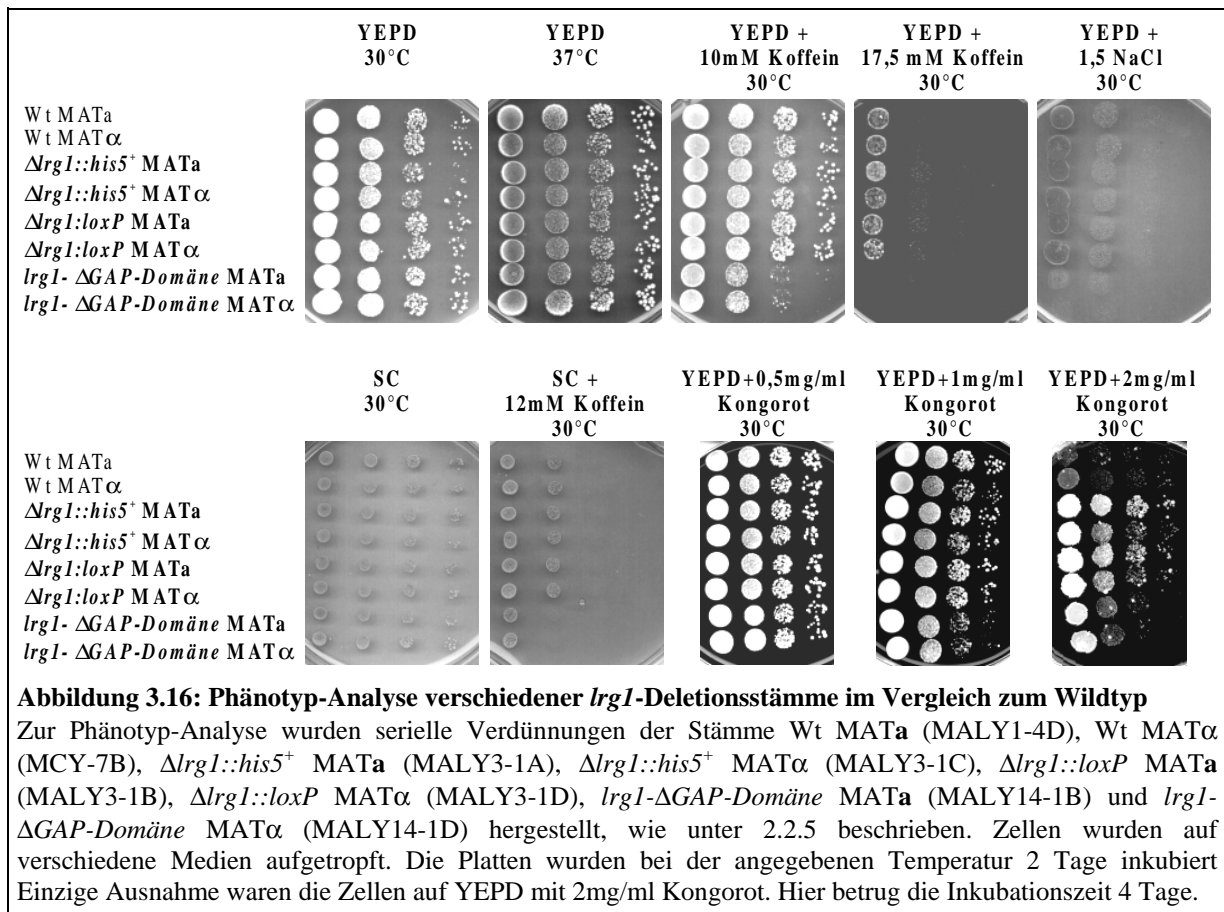 YEPD
30°C
YEPD
37°C
YEPD +
10mM Koffein
30°C
YEPD +
17,5 mM Koffein
30°C
YEPD +
1,5 NaCl
30°C
Wt MATa
Wt MATα
Δlrg1::his5⁺ MATa
Δlrg1::his5⁺ MATα
Δlrg1:loxP MATa
Δlrg1:loxP MATα
lrg1- ΔGAP-Domäne MATa
lrg1- ΔGAP-Domäne MATα
SC
30°C
SC +
12mM Koffein
30°C
YEPD+0,5mg/ml
Kongorot
30°C
YEPD+1mg/ml
Kongorot
30°C
YEPD+2mg/ml
Kongorot
30°C
Wt MATa
Wt MATα
Δlrg1::his5⁺ MATa
Δlrg1::his5⁺ MATα
Δlrg1:loxP MATa
Δlrg1:loxP MATα
lrg1- ΔGAP-Domäne MATa
lrg1- ΔGAP-Domäne MATα
Abbildung 3.16: Phänotyp-Analyse verschiedener lrg1-Deletionsstämme im Vergleich zum Wildtyp
Zur Phänotyp-Analyse wurden serielle Verdünnungen der Stämme Wt MATa (MALY1-4D), Wt MATα
(MCY-7B), Δlrg1::his5⁺ MATa (MALY3-1A), Δlrg1::his5⁺ MATα (MALY3-1C), Δlrg1::loxP MATa
(MALY3-1B), Δlrg1::loxP MATα (MALY3-1D), lrg1-ΔGAP-Domäne MATa (MALY14-1B) und lrg1-
ΔGAP-Domäne MATα (MALY14-1D) hergestellt, wie unter 2.2.5 beschrieben. Zellen wurden auf
verschiedene Medien aufgetropft. Die Platten wurden bei der angegebenen Temperatur 2 Tage inkubiert
Einzige Ausnahme waren die Zellen auf YEPD mit 2mg/ml Kongorot. Hier betrug die Inkubationszeit 4 Tage.